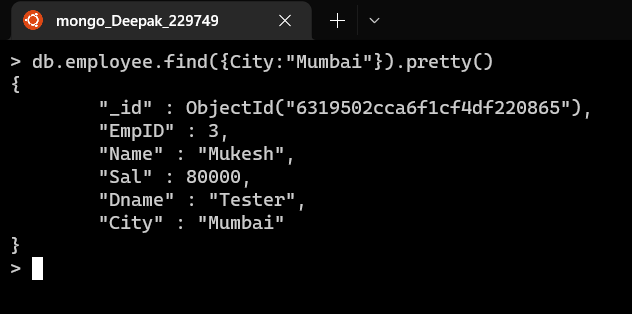 mongo_Deepak_229749
> db.employee.find({City:"Mumbai"}).pretty()
{
"_id" : ObjectId("6319502cca6f1cf4df220865"),
"EmpID" : 3,
"Name" : "Mukesh",
"Sal" : 80000,
"Dname" : "Tester",
"City" : "Mumbai"
}
>